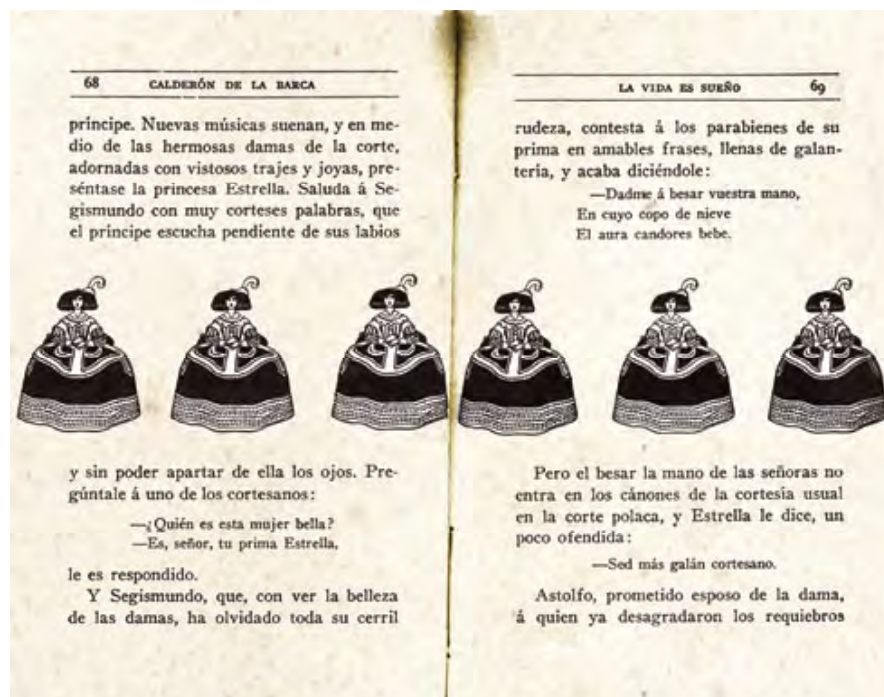 68 CALDERÓN DE LA BARCA
príncipe. Nuevas músicas suenan, y en me-
dio de las hermosas damas de la corte,
adornadas con vistosos trajes y joyas, pre-
séntase la princesa Estrella. Saluda á Se-
gismundo con muy corteses palabras, que
el príncipe escucha pendiente de sus labios
y sin poder apartar de ella los ojos. Pre-
gúntale á uno de los cortesanos:
—¿Quién es esta mujer bella?
—Es, señor, tu prima Estrella,
le es respondido.
Y Segismundo, que, con ver la belleza
de las damas, ha olvidado toda su cerril
LA VIDA ES SUEÑO 69
rudeza, contesta á los parabienes de su
prima en amables frases, llenas de galan-
tería, y acaba diciéndole:
—Dadme á besar vuestra mano,
En cuyo copo de nieve
El aura candores bebe.
Pero el besar la mano de las señoras no
entra en los cánones de la cortesía usual
en la corte polaca, y Estrella le dice, un
poco ofendida:
—Sed más galán cortesano.
Astolfo, prometido esposo de la dama,
á quien ya desagradaron los requiebros